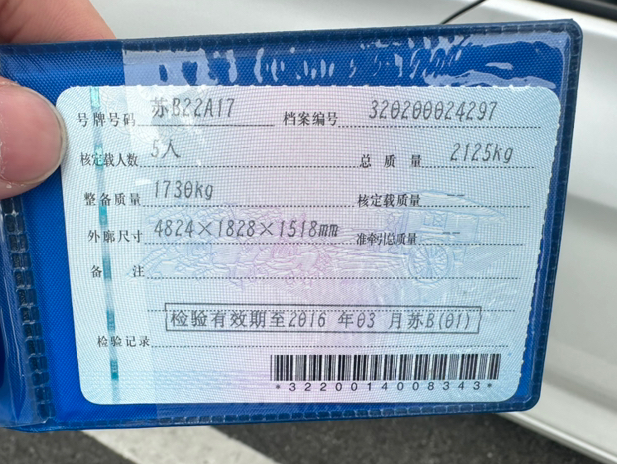 号牌号码 苏B22A17 档案编号 320200024297
核定载人数 5人 总质量 2125kg
整备质量 1730kg 核定载质量 --
外廓尺寸 4824×1828×1518mm 准牵引总质量 --
备注
检验有效期至2016 年03 月苏B(01)
检验记录
*3220014008343*